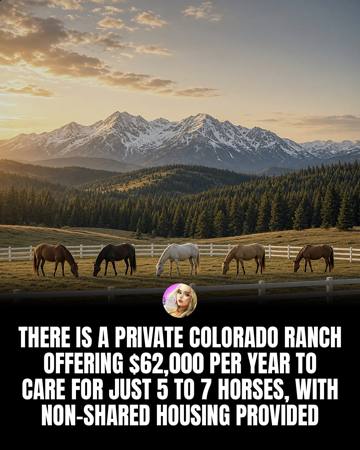 THERE IS A PRIVATE COLORADO RANCH
OFFERING $62,000 PER YEAR TO
CARE FOR JUST 5 TO 7 HORSES, WITH
NON-SHARED HOUSING PROVIDED